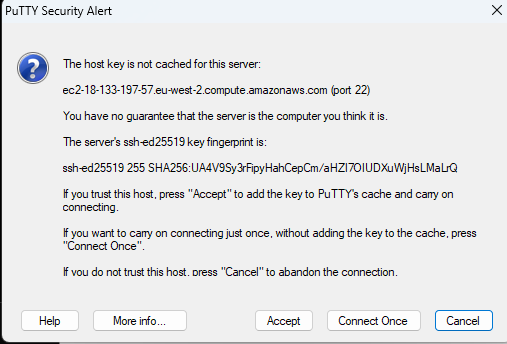 PuTTY Security Alert
The host key is not cached for this server:
ec2-18-133-197-57.eu-west-2.compute.amazonaws.com (port 22)
You have no guarantee that the server is the computer you think it is.
The server's ssh-ed25519 key fingerprint is:
ssh-ed25519 255 SHA256:UA4V9Sy3rFipyHahCepCm/aHZI7OIUDXuWjHsLMaLrQ
If you trust this host, press "Accept" to add the key to PuTTY's cache and carry on
connecting.
If you want to carry on connecting just once, without adding the key to the cache, press
"Connect Once".
If you do not trust this host, press "Cancel" to abandon the connection.
Help
More info...
Accept
Connect Once
Cancel